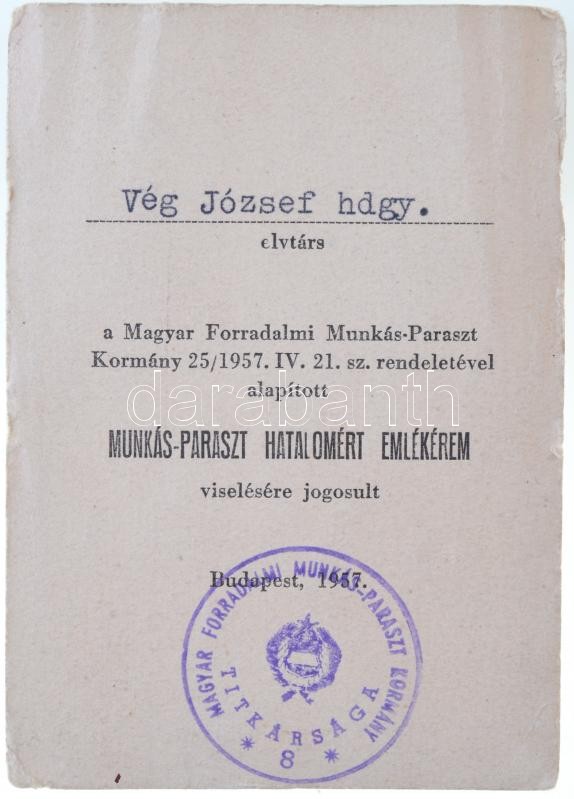 Vég József hdgy.
elvtárs
a Magyar Forradalmi Munkás-Paraszt
Kormány 25/1957. IV. 21. sz. rendeletével
alapított
darabanth
MUNKÁS-PARASZT HATALOMÉRT EMLÉKÉREM
viselésére jogosult
Budapest, 1957.
MAGYAR FORRADALMI MUNKÁS-PARASZT KORMÁNY
TITKÁRSÁGA
* 8 *